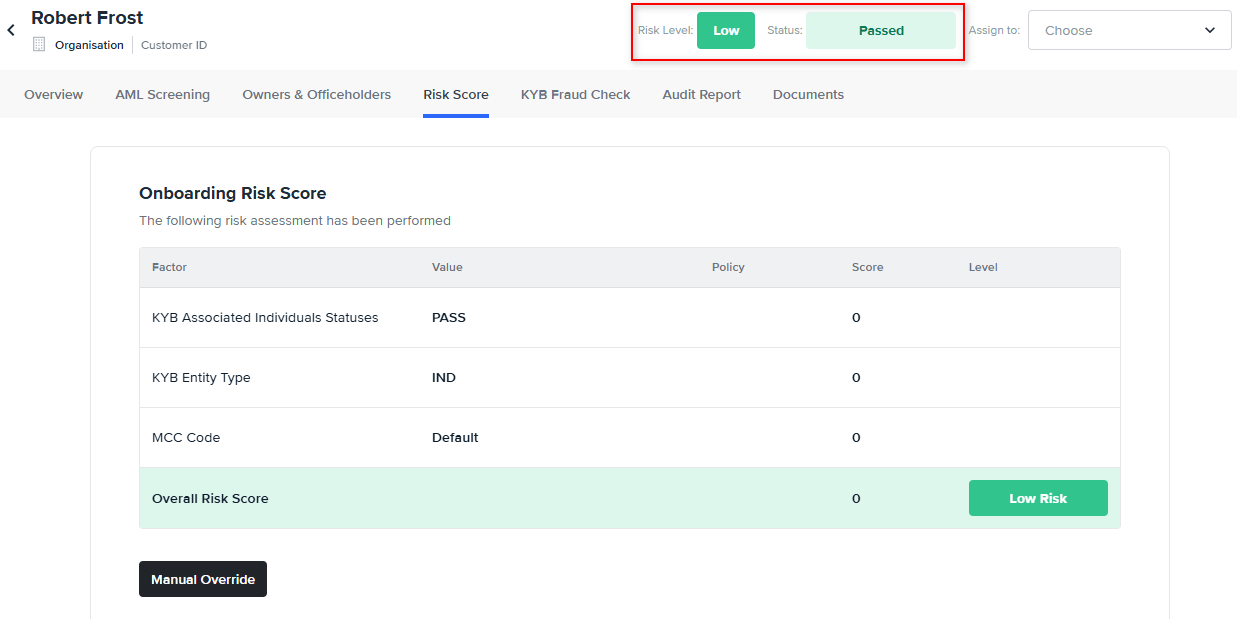 Robert Frost
Organisation Customer ID
Risk Level: Low Status: Passed Assign to: Choose
Overview AML Screening Owners & Officeholders Risk Score KYB Fraud Check Audit Report Documents
Onboarding Risk Score
The following risk assessment has been performed
Factor Value Policy Score Level
KYB Associated Individuals Statuses PASS 0
KYB Entity Type IND 0
MCC Code Default 0
Overall Risk Score 0 Low Risk
Manual Override